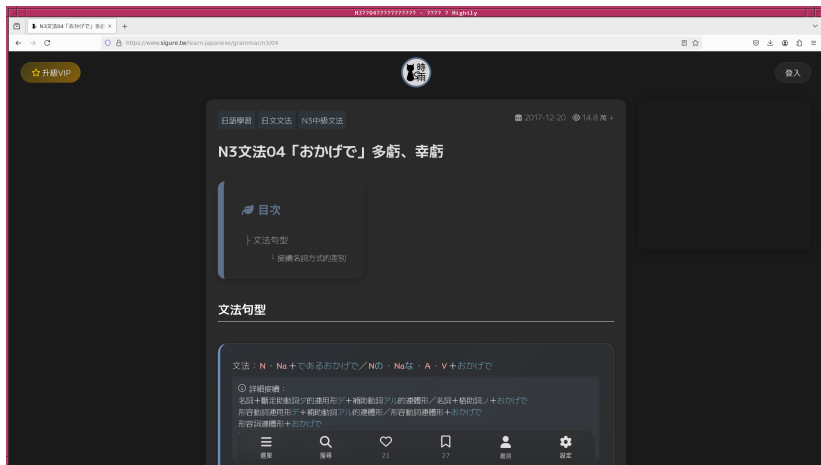 N3??04??????????? — ???? ? Nightly
N3文法04「おかげで」多虧
https://www.sigure.tw/learn-japanese/grammar/n3/04
升級VIP
時雨
登入
日語學習 日文文法 N3中級文法
2017-12-20 14.8 萬 +
N3文法04「おかげで」多虧、幸虧
目次
├ 文法句型
└ 接續名詞方式的差別
文法句型
文法：N・Na+であるおかげで／Nの・Naな・A・V+おかげで
詳細接續：
名詞+斷定助動詞ダ的連用形デ+補助動詞アル的連體形／名詞+格助詞ノ+おかげで
形容動詞連用形デ+補助動詞アル的連體形／形容動詞連體形+おかげで
形容詞連體形+おかげで
選單 搜尋 21 27 書房 設定